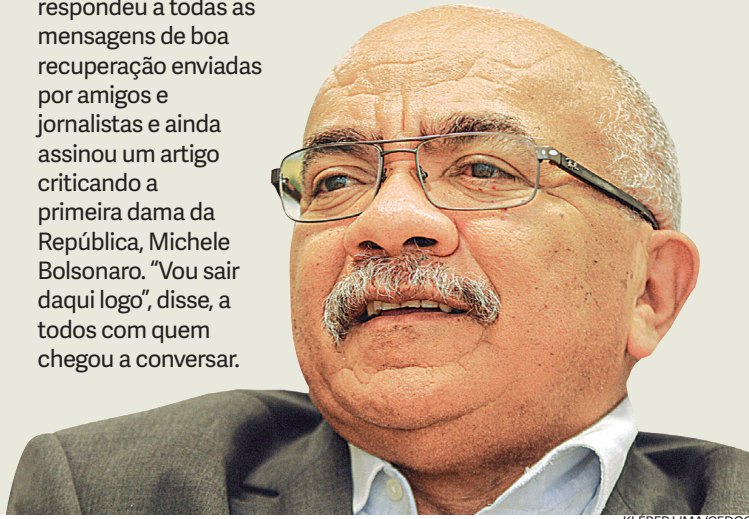 respondeu a todas as
mensagens de boa
recuperação enviadas
por amigos e
jornalistas e ainda
assinou um artigo
criticando a
primeira dama da
República, Michele
Bolsonaro. “Vou sair
daqui logo”, disse, a
todos com quem
chegou a conversar.